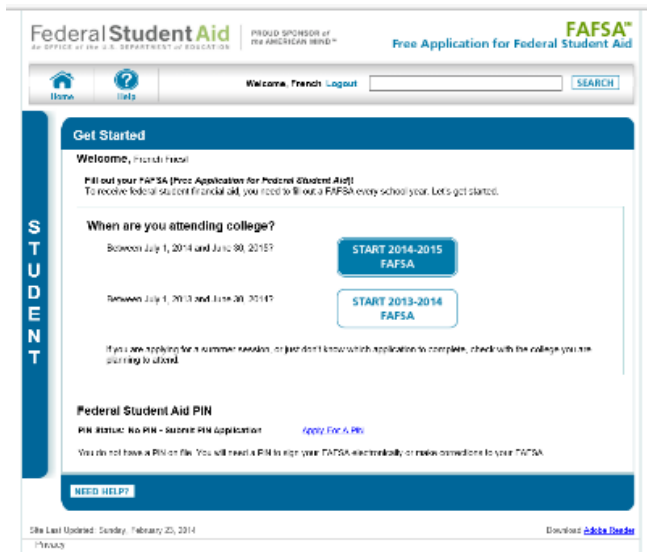 Federal Student Aid
An OFFICE of the U.S. DEPARTMENT of EDUCATION
PROUD SPONSOR of
the AMERICAN MIND™
FAFSA℠
Free Application for Federal Student Aid
Home
Help
Welcome, French Logout
SEARCH
STUDENT
Get Started
Welcome, French Friest
Fill out your FAFSA (Free Application for Federal Student Aid)!
To receive federal student financial aid, you need to fill out a FAFSA every school year. Let's get started.
When are you attending college?
Between July 1, 2014 and June 30, 2015?
START 2014-2015
FAFSA
Between July 1, 2013 and June 30, 2014?
START 2013-2014
FAFSA
If you are applying for a summer session, or just don't know which application to complete, check with the college you are
planning to attend.
Federal Student Aid PIN
PIN Status: No PIN - Submit PIN Application
Apply For A PIN
You do not have a PIN on file. You will need a PIN to sign your FAFSA electronically or make corrections to your FAFSA
NEED HELP?
Site Last Updated: Sunday, February 23, 2014
Download Adobe Reader
Privacy